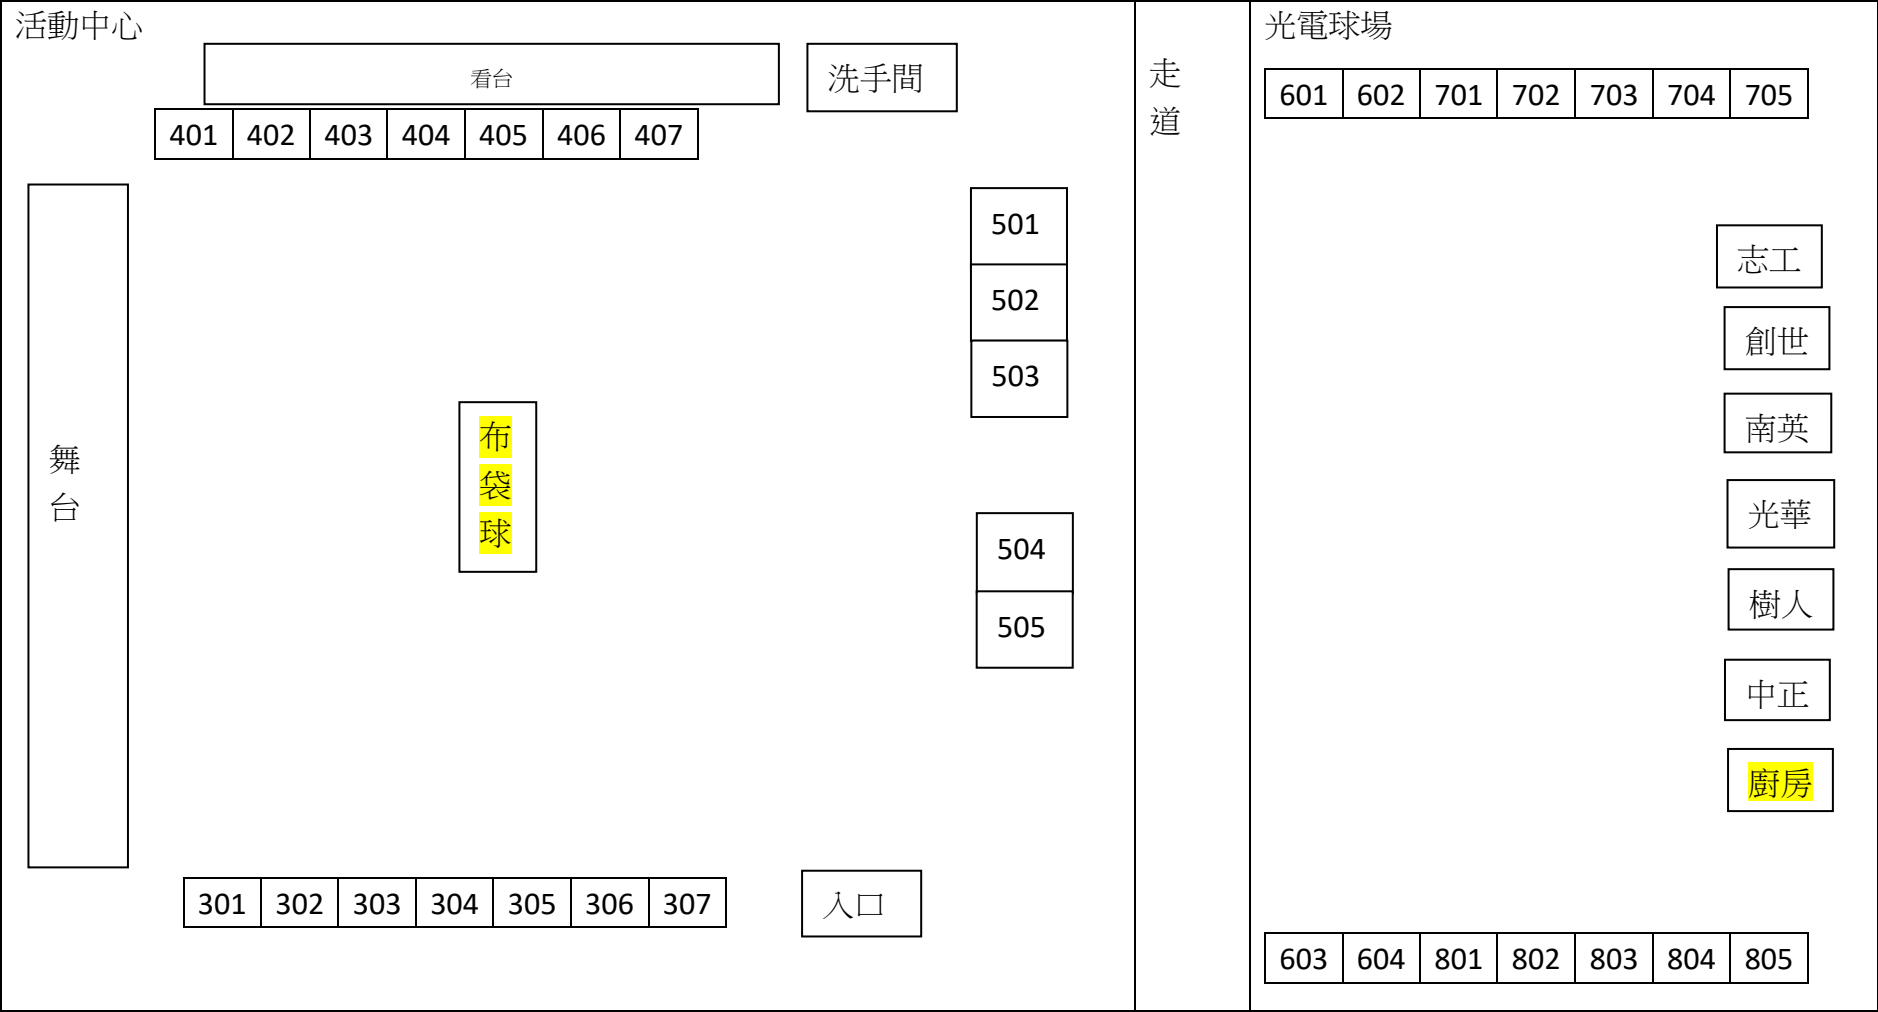 活動中心
看台
洗手間
401 402 403 404 405 406 407
舞
台
布
袋
球
501
502
503
504
505
301 302 303 304 305 306 307
入口
走
道
光電球場
601 602 701 702 703 704 705
志工
創世
南英
光華
樹人
中正
廚房
603 604 801 802 803 804 805